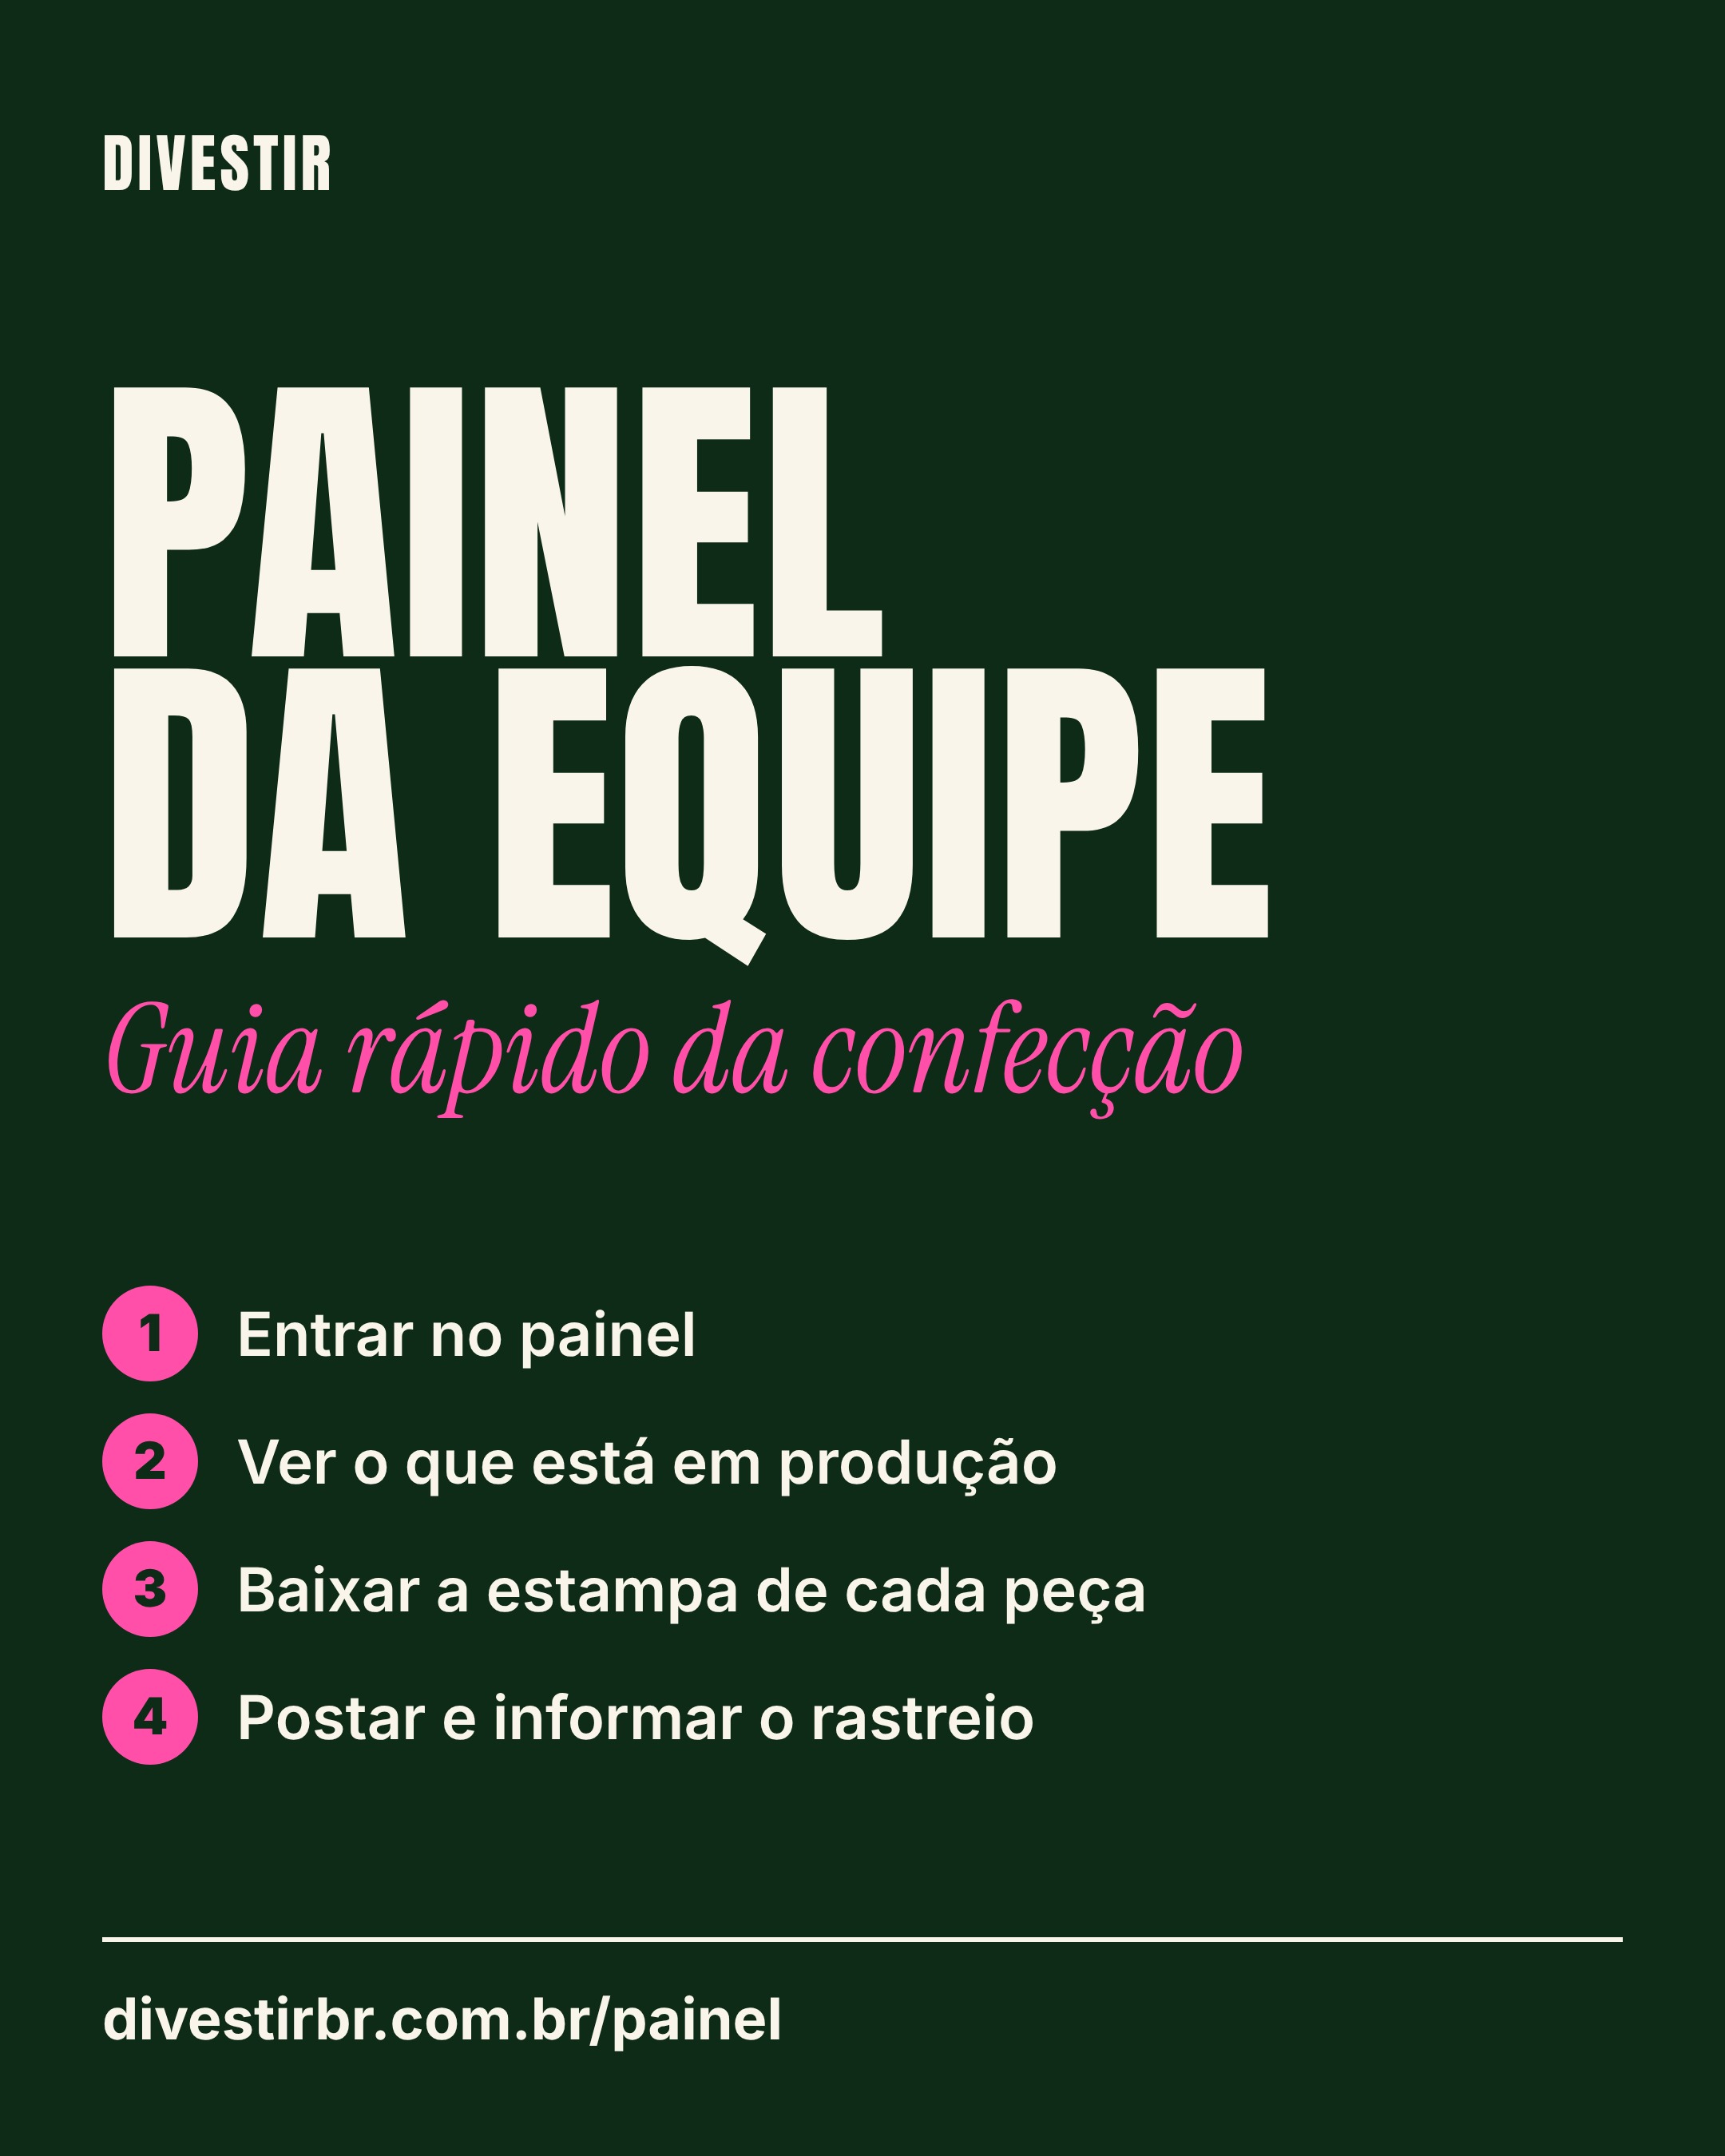 DIVESTIR
PAINEL
DA EQUIPE
Guia rápido da confecção
1 Entrar no painel
2 Ver o que está em produção
3 Baixar a estampa de cada peça
4 Postar e informar o rastreio
divestirbr.com.br/painel